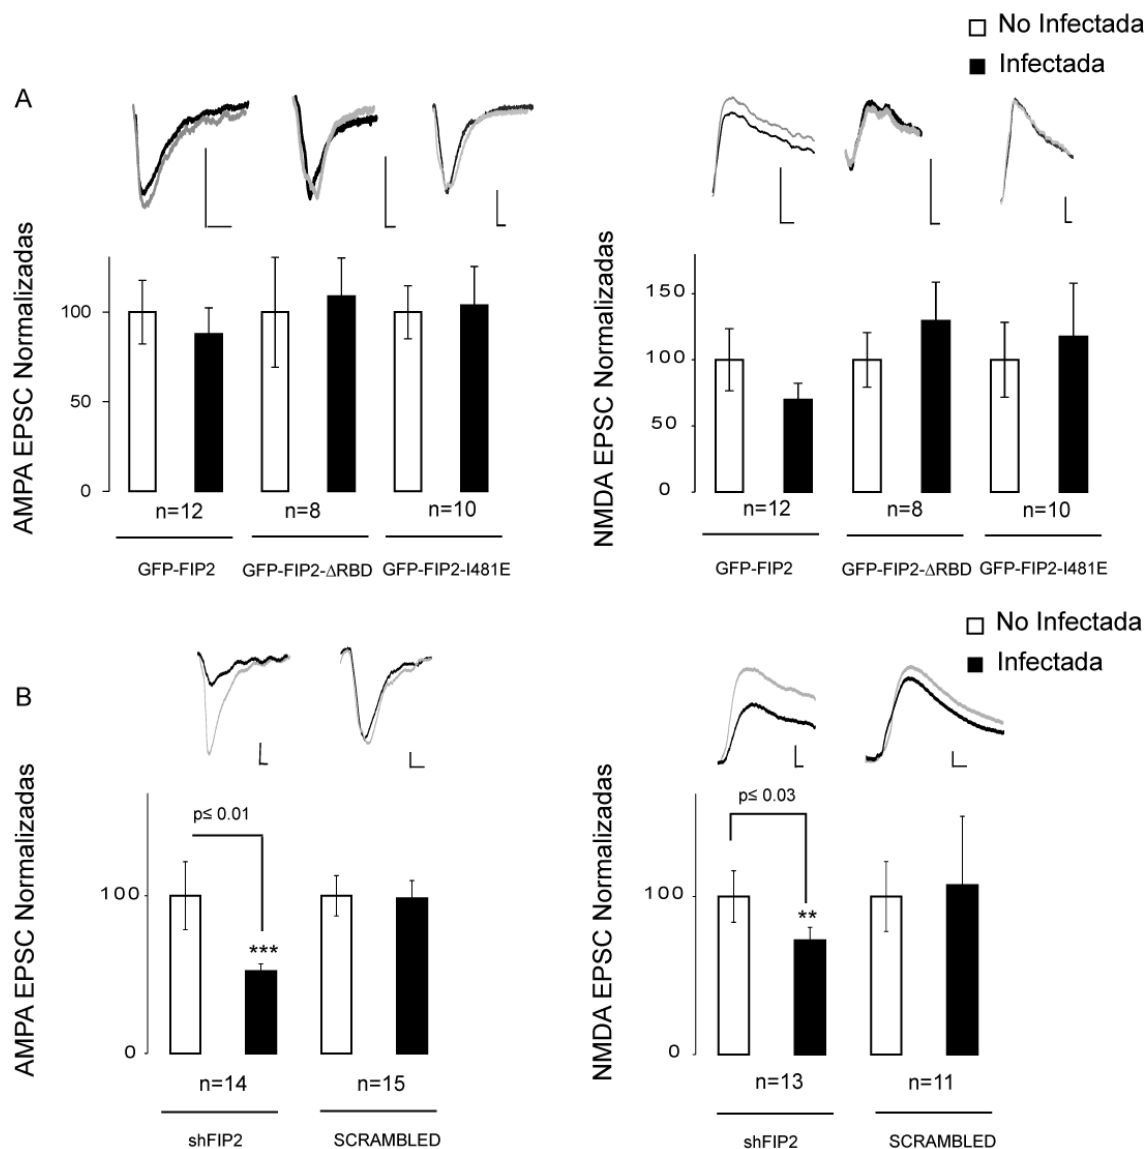 No Infectada
Infectada
A
AMPA EPSC Normalizadas
100
50
0
n=12
n=8
n=10
GFP-FIP2
GFP-FIP2-ΔRBD
GFP-FIP2-I481E
NMDA EPSC Normalizadas
150
100
50
0
n=12
n=8
n=10
GFP-FIP2
GFP-FIP2-ΔRBD
GFP-FIP2-I481E
No Infectada
Infectada
B
AMPA EPSC Normalizadas
p≤ 0.01
100
***
0
n=14
n=15
shFIP2
SCRAMBLED
NMDA EPSC Normalizadas
p≤ 0.03
100
**
0
n=13
n=11
shFIP2
SCRAMBLED